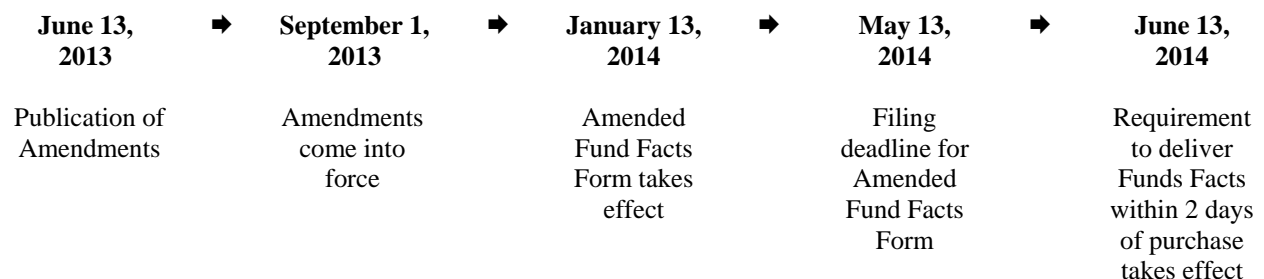 June 13,
2013
➨
September 1,
2013
➨
January 13,
2014
➨
May 13,
2014
➨
June 13,
2014
Publication of
Amendments
Amendments
come into
force
Amended
Fund Facts
Form takes
effect
Filing
deadline for
Amended
Fund Facts
Form
Requirement
to deliver
Funds Facts
within 2 days
of purchase
takes effect